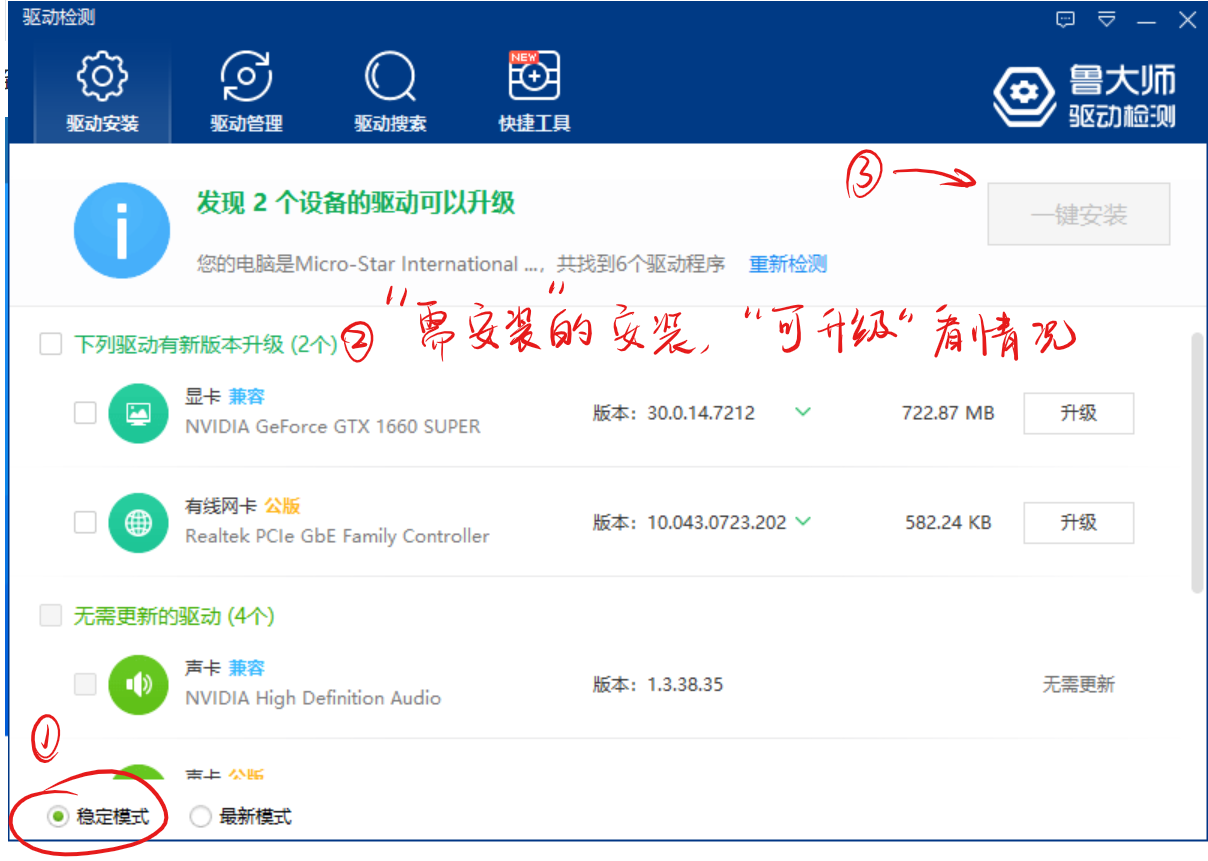 驱动检测
驱动安装
驱动管理
驱动搜索
NEW
快捷工具
鲁大师
驱动检测
③
发现 2 个设备的驱动可以升级
一键安装
您的电脑是Micro-Star International ...，共找到6个驱动程序 重新检测
② "需安装"的 安装，"可升级"看情况
下列驱动有新版本升级 (2个)
显卡 兼容
NVIDIA GeForce GTX 1660 SUPER
版本：30.0.14.7212
722.87 MB
升级
有线网卡 公版
Realtek PCIe GbE Family Controller
版本：10.043.0723.202
582.24 KB
升级
无需更新的驱动 (4个)
声卡 兼容
NVIDIA High Definition Audio
版本：1.3.38.35
无需更新
①
声卡 公版
稳定模式
最新模式